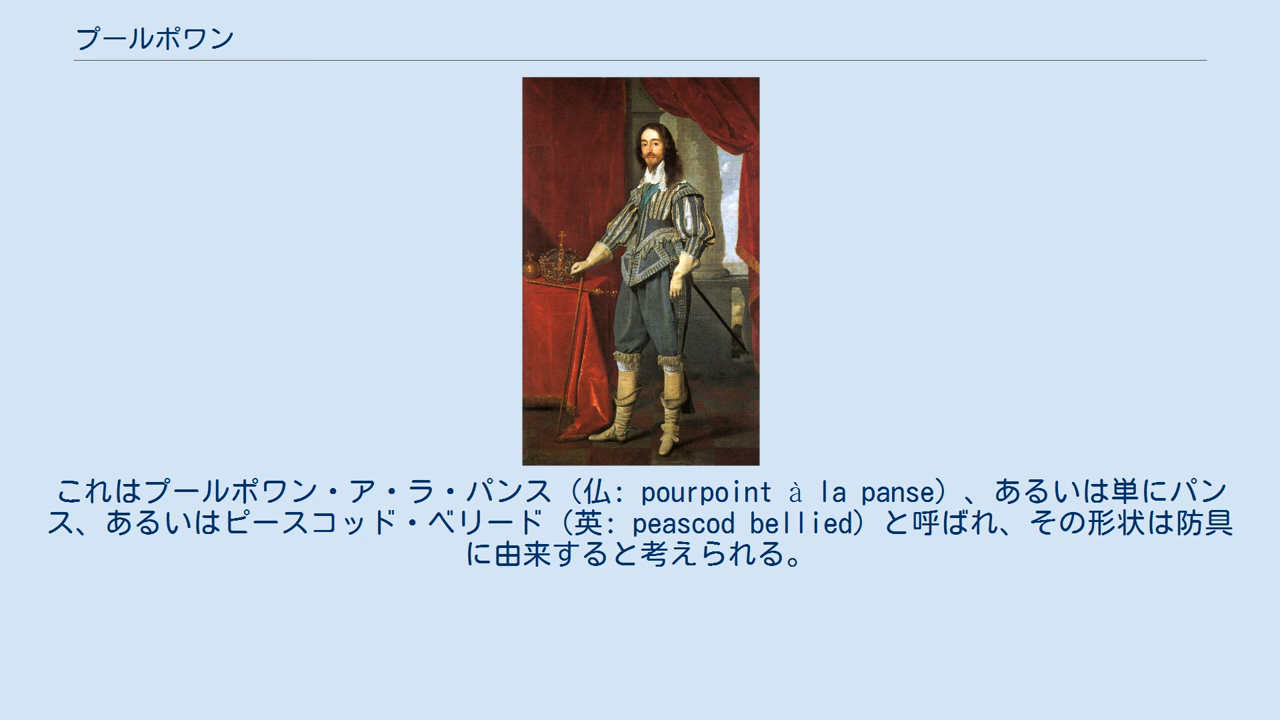 プールポワン
これはプールポワン・ア・ラ・パンス（仏: pourpoint à la panse）、あるいは単にパン
ス、あるいはピースコッド・ベリード（英: peascod bellied）と呼ばれ、その形状は防具
に由来すると考えられる。